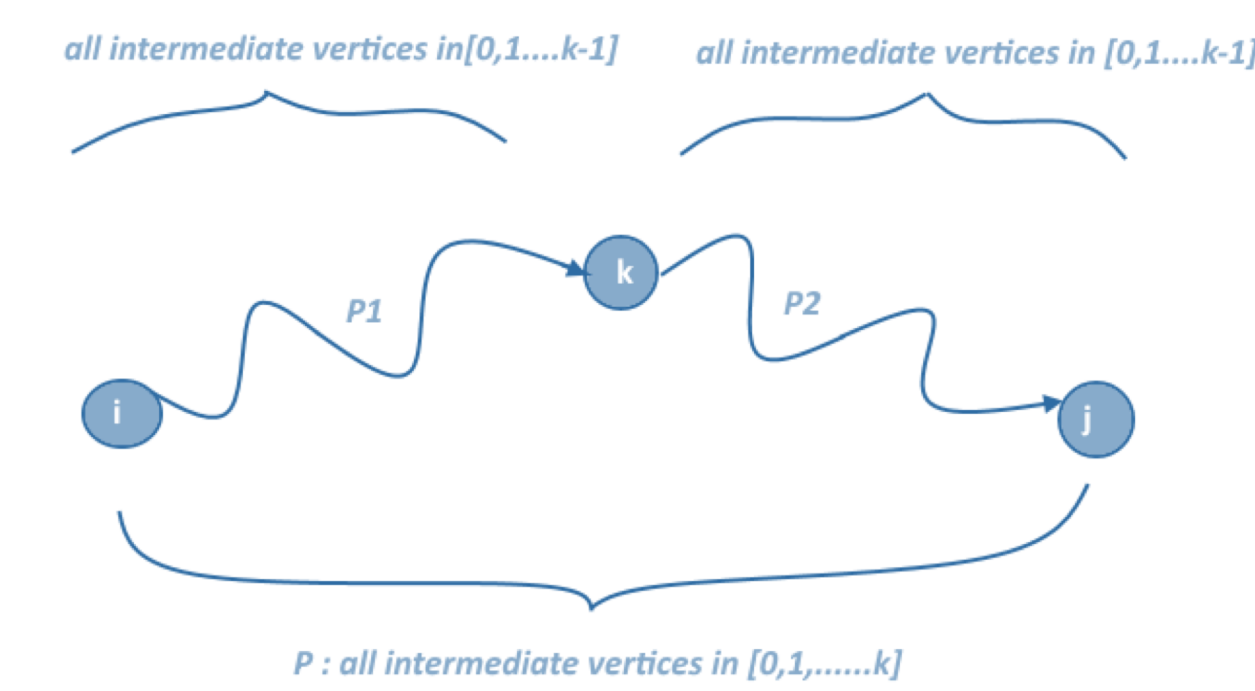 all intermediate vertices in[0,1....k-1]
all intermediate vertices in [0,1....k-1]
k
P1
P2
i
j
P : all intermediate vertices in [0,1,......k]